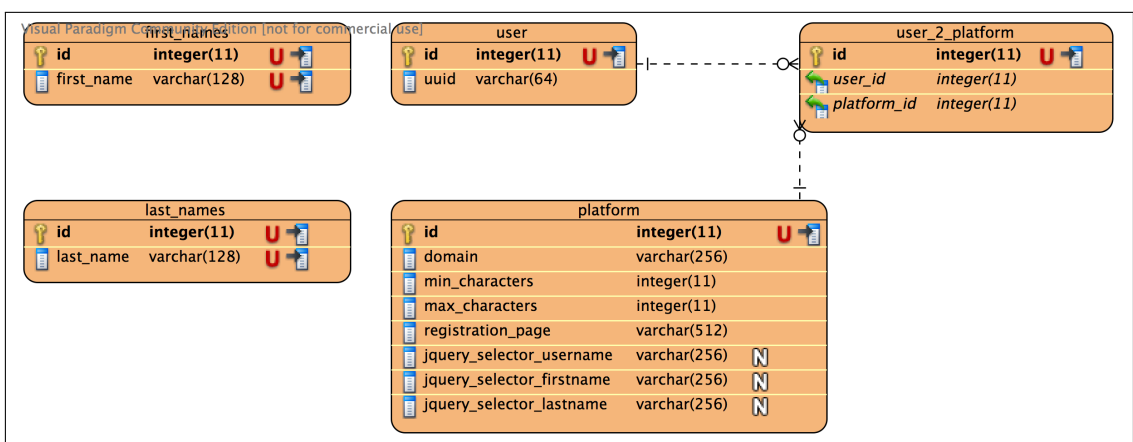 Visual Paradigm Community Edition [not for commercial use]
first_names
id integer(11) U
first_name varchar(128) U
user
id integer(11) U
uuid varchar(64)
user_2_platform
id integer(11) U
user_id integer(11)
platform_id integer(11)
last_names
id integer(11) U
last_name varchar(128) U
platform
id integer(11) U
domain varchar(256)
min_characters integer(11)
max_characters integer(11)
registration_page varchar(512)
jquery_selector_username varchar(256) N
jquery_selector_firstname varchar(256) N
jquery_selector_lastname varchar(256) N